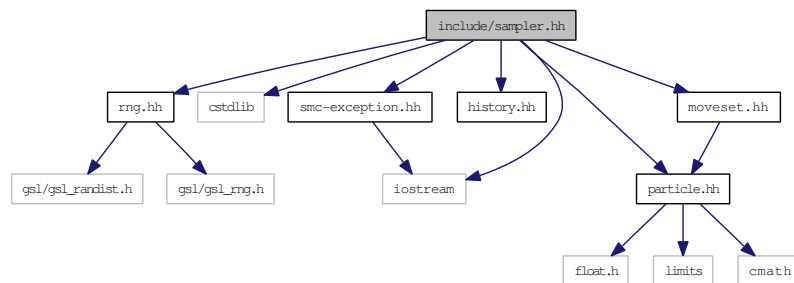 include/sampler.hh
rng.hh
cstdlib
smc-exception.hh
history.hh
moveset.hh
gsl/gsl_randist.h
gsl/gsl_rng.h
iostream
particle.hh
float.h
limits
cmath